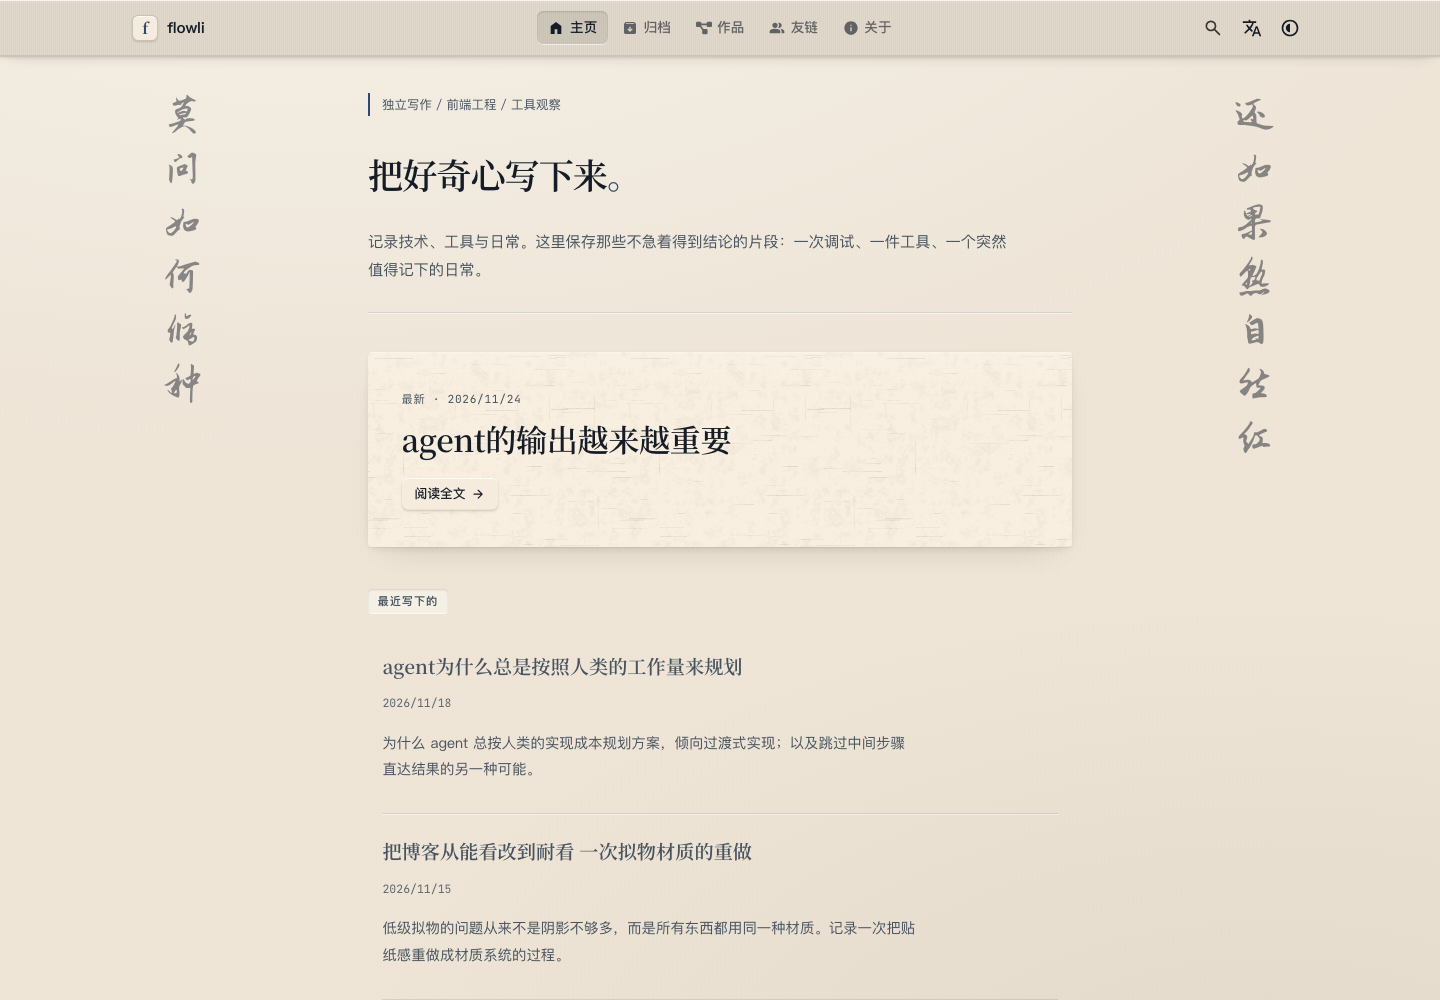 f flowli
主页 归档 作品 友链 关于
莫问如何修种
独立写作 / 前端工程 / 工具观察
把好奇心写下来。
记录技术、工具与日常。这里保存那些不急着得到结论的片段：一次调试、一件工具、一个突然
值得记下的日常。
最新 · 2026/11/24
agent的输出越来越重要
阅读全文
最近写下的
agent为什么总是按照人类的工作量来规划
2026/11/18
为什么 agent 总按人类的实现成本规划方案，倾向过渡式实现；以及跳过中间步骤
直达结果的另一种可能。
把博客从能看改到耐看 一次拟物材质的重做
2026/11/15
低级拟物的问题从来不是阴影不够多，而是所有东西都用同一种材质。记录一次把贴
纸感重做成材质系统的过程。
还如果熟自然红